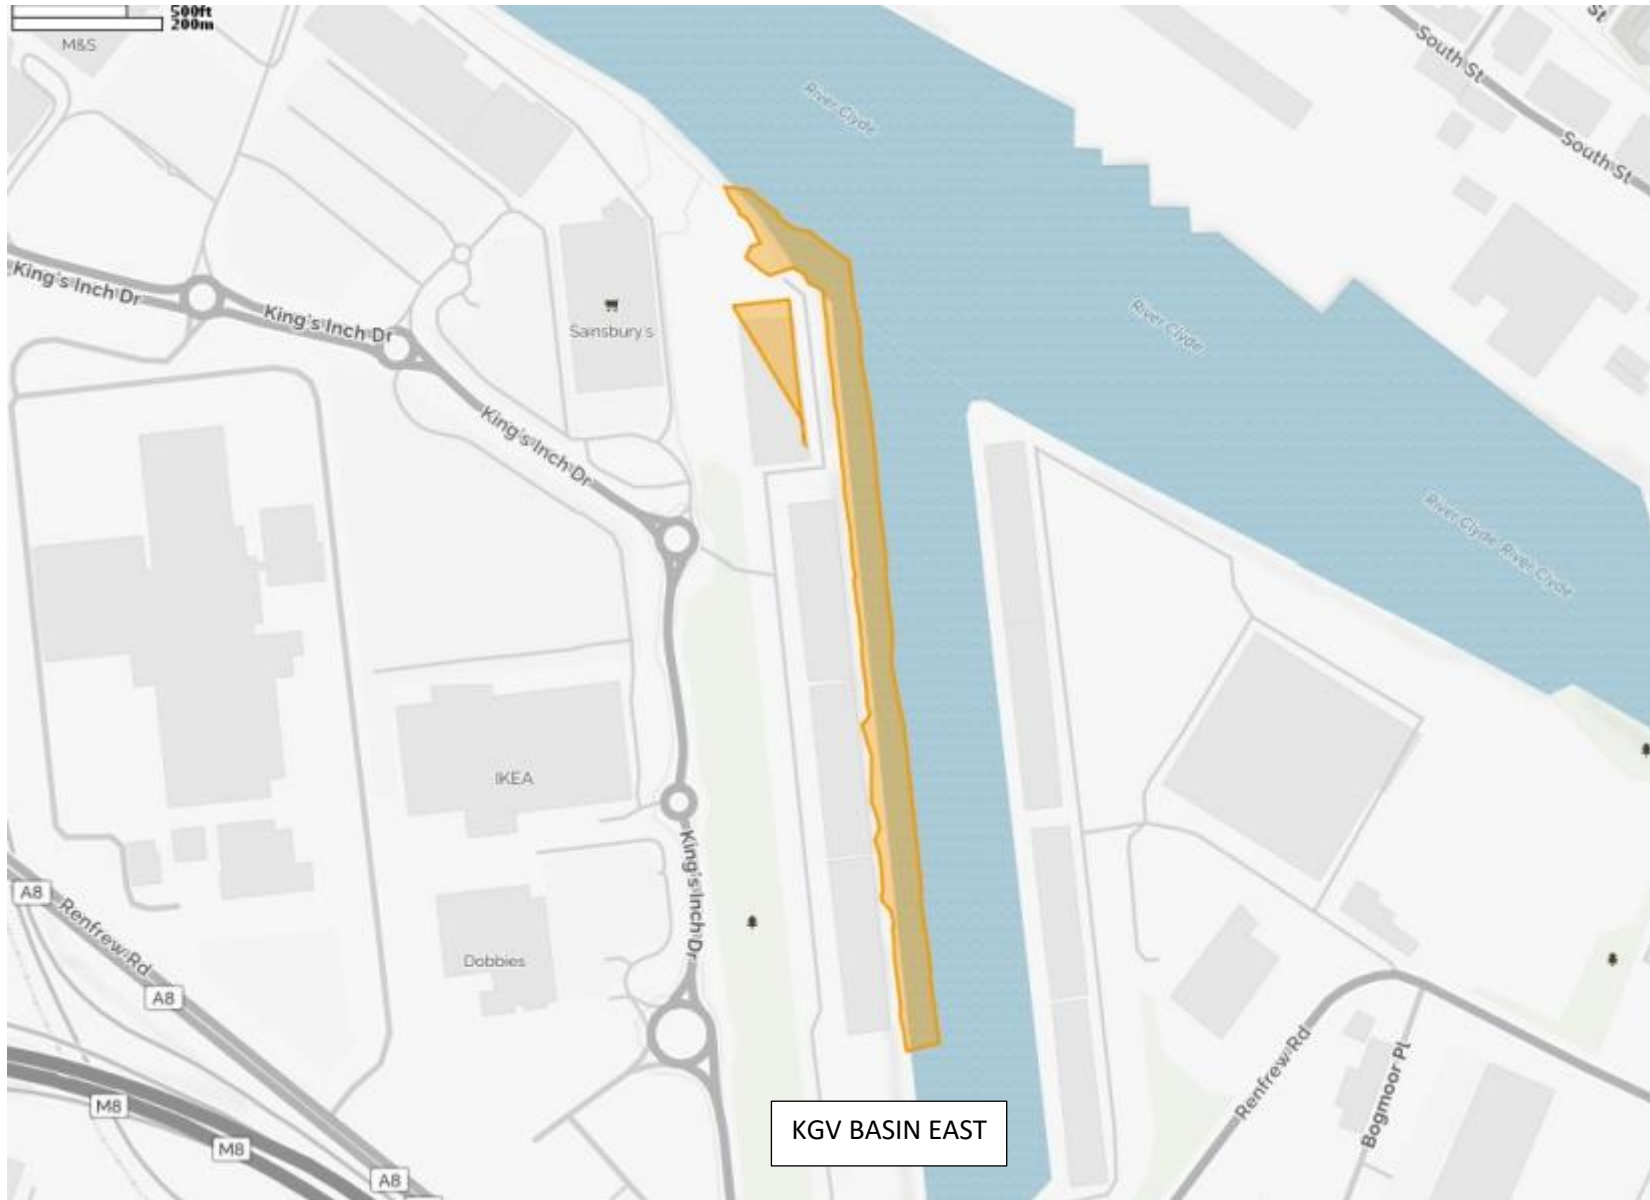 500ft
200m
M&S
St
South St
South St
River Clyde
King's Inch Dr
King's Inch Dr
Sainsbury's
River Clyde
King's Inch Dr
River Clyde River Clyde
IKEA
King's Inch Dr
A8
Renfrew Rd
Dobbies
A8
Renfrew Rd
Bogmoor Pl
M8
M8
A8
KGV BASIN EAST